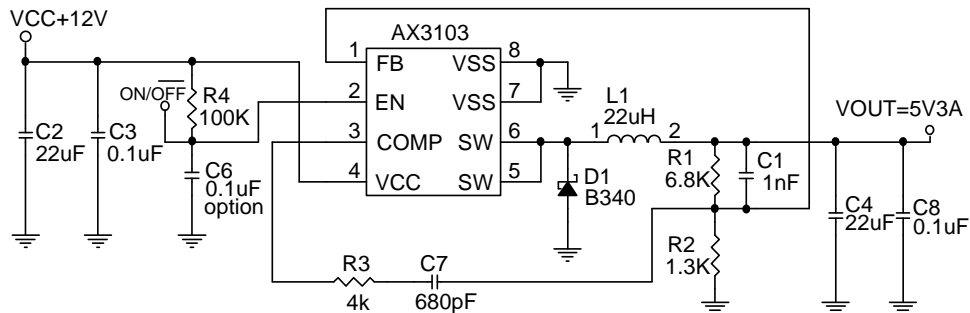 VCC+12V
AX3103
1 FB VSS 8
2 EN VSS 7
3 COMP SW 6
4 VCC SW 5
ON/OFF
R4
100K
C2
22uF
C3
0.1uF
C6
0.1uF
option
L1
22uH
1 2
VOUT=5V3A
D1
B340
R1
6.8K
C1
1nF
R2
1.3K
C4
22uF
C8
0.1uF
R3
4k
C7
680pF